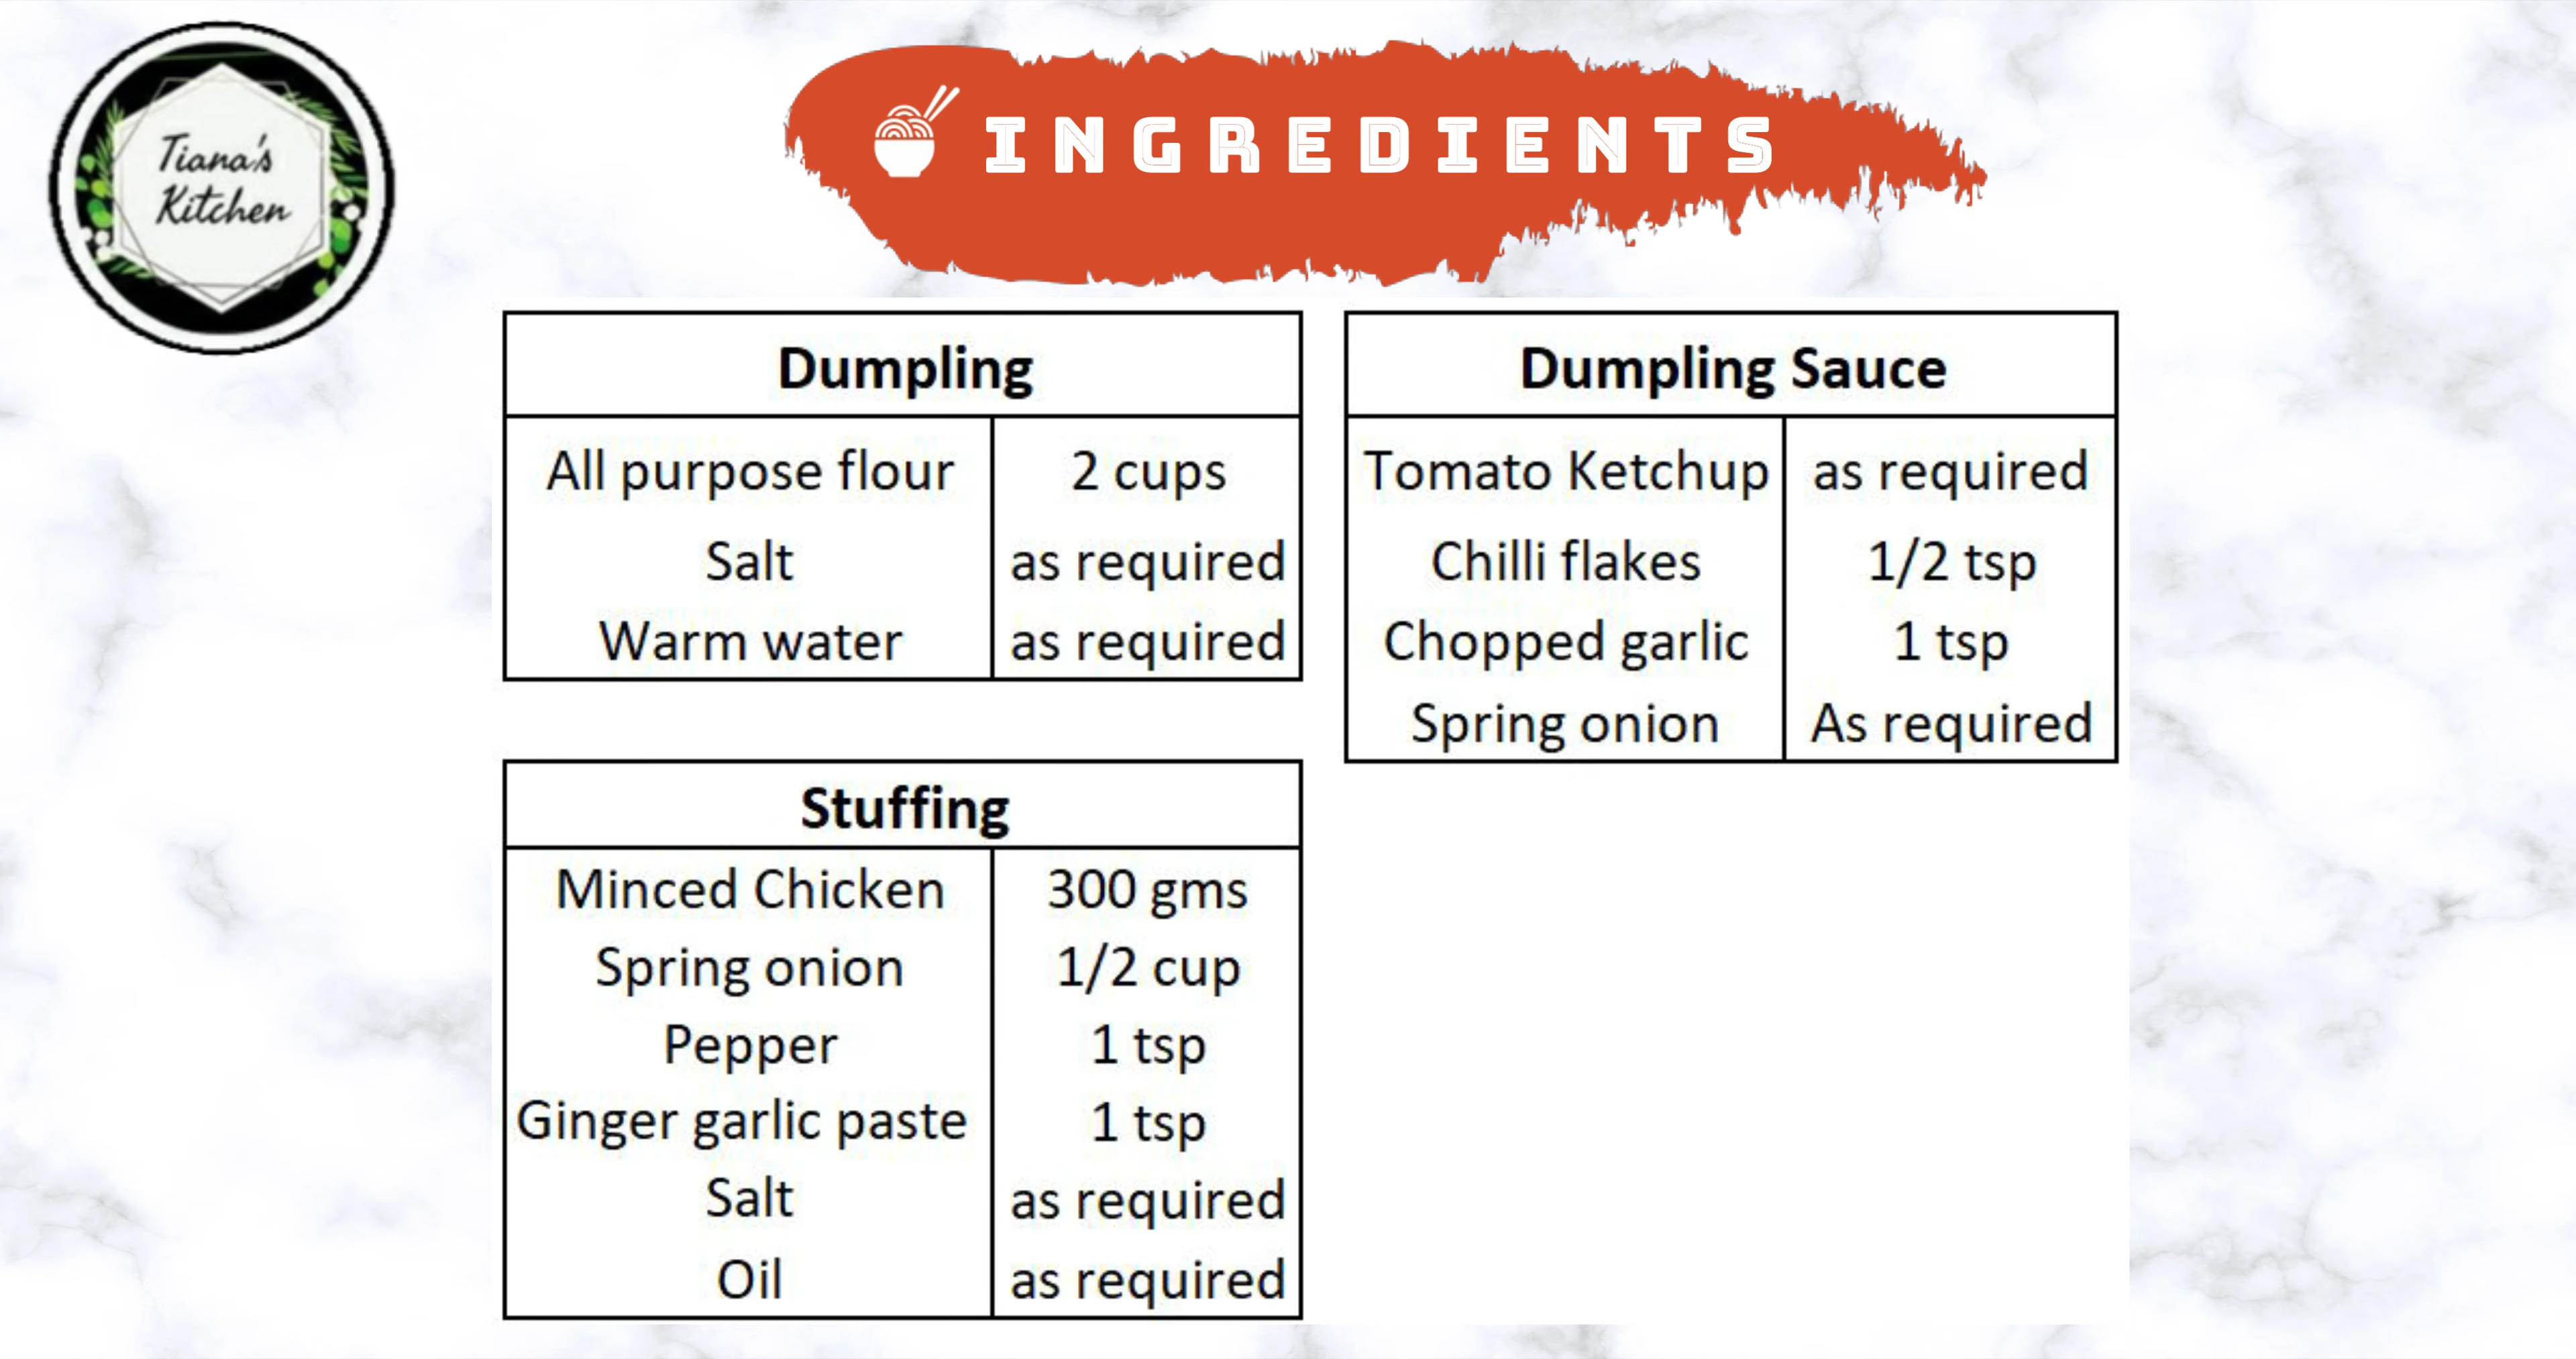 Tiana's
Kitchen
INGREDIENTS
Dumpling
All purpose flour 2 cups
Salt as required
Warm water as required
Dumpling Sauce
Tomato Ketchup as required
Chilli flakes 1/2 tsp
Chopped garlic 1 tsp
Spring onion As required
Stuffing
Minced Chicken 300 gms
Spring onion 1/2 cup
Pepper 1 tsp
Ginger garlic paste 1 tsp
Salt as required
Oil as required